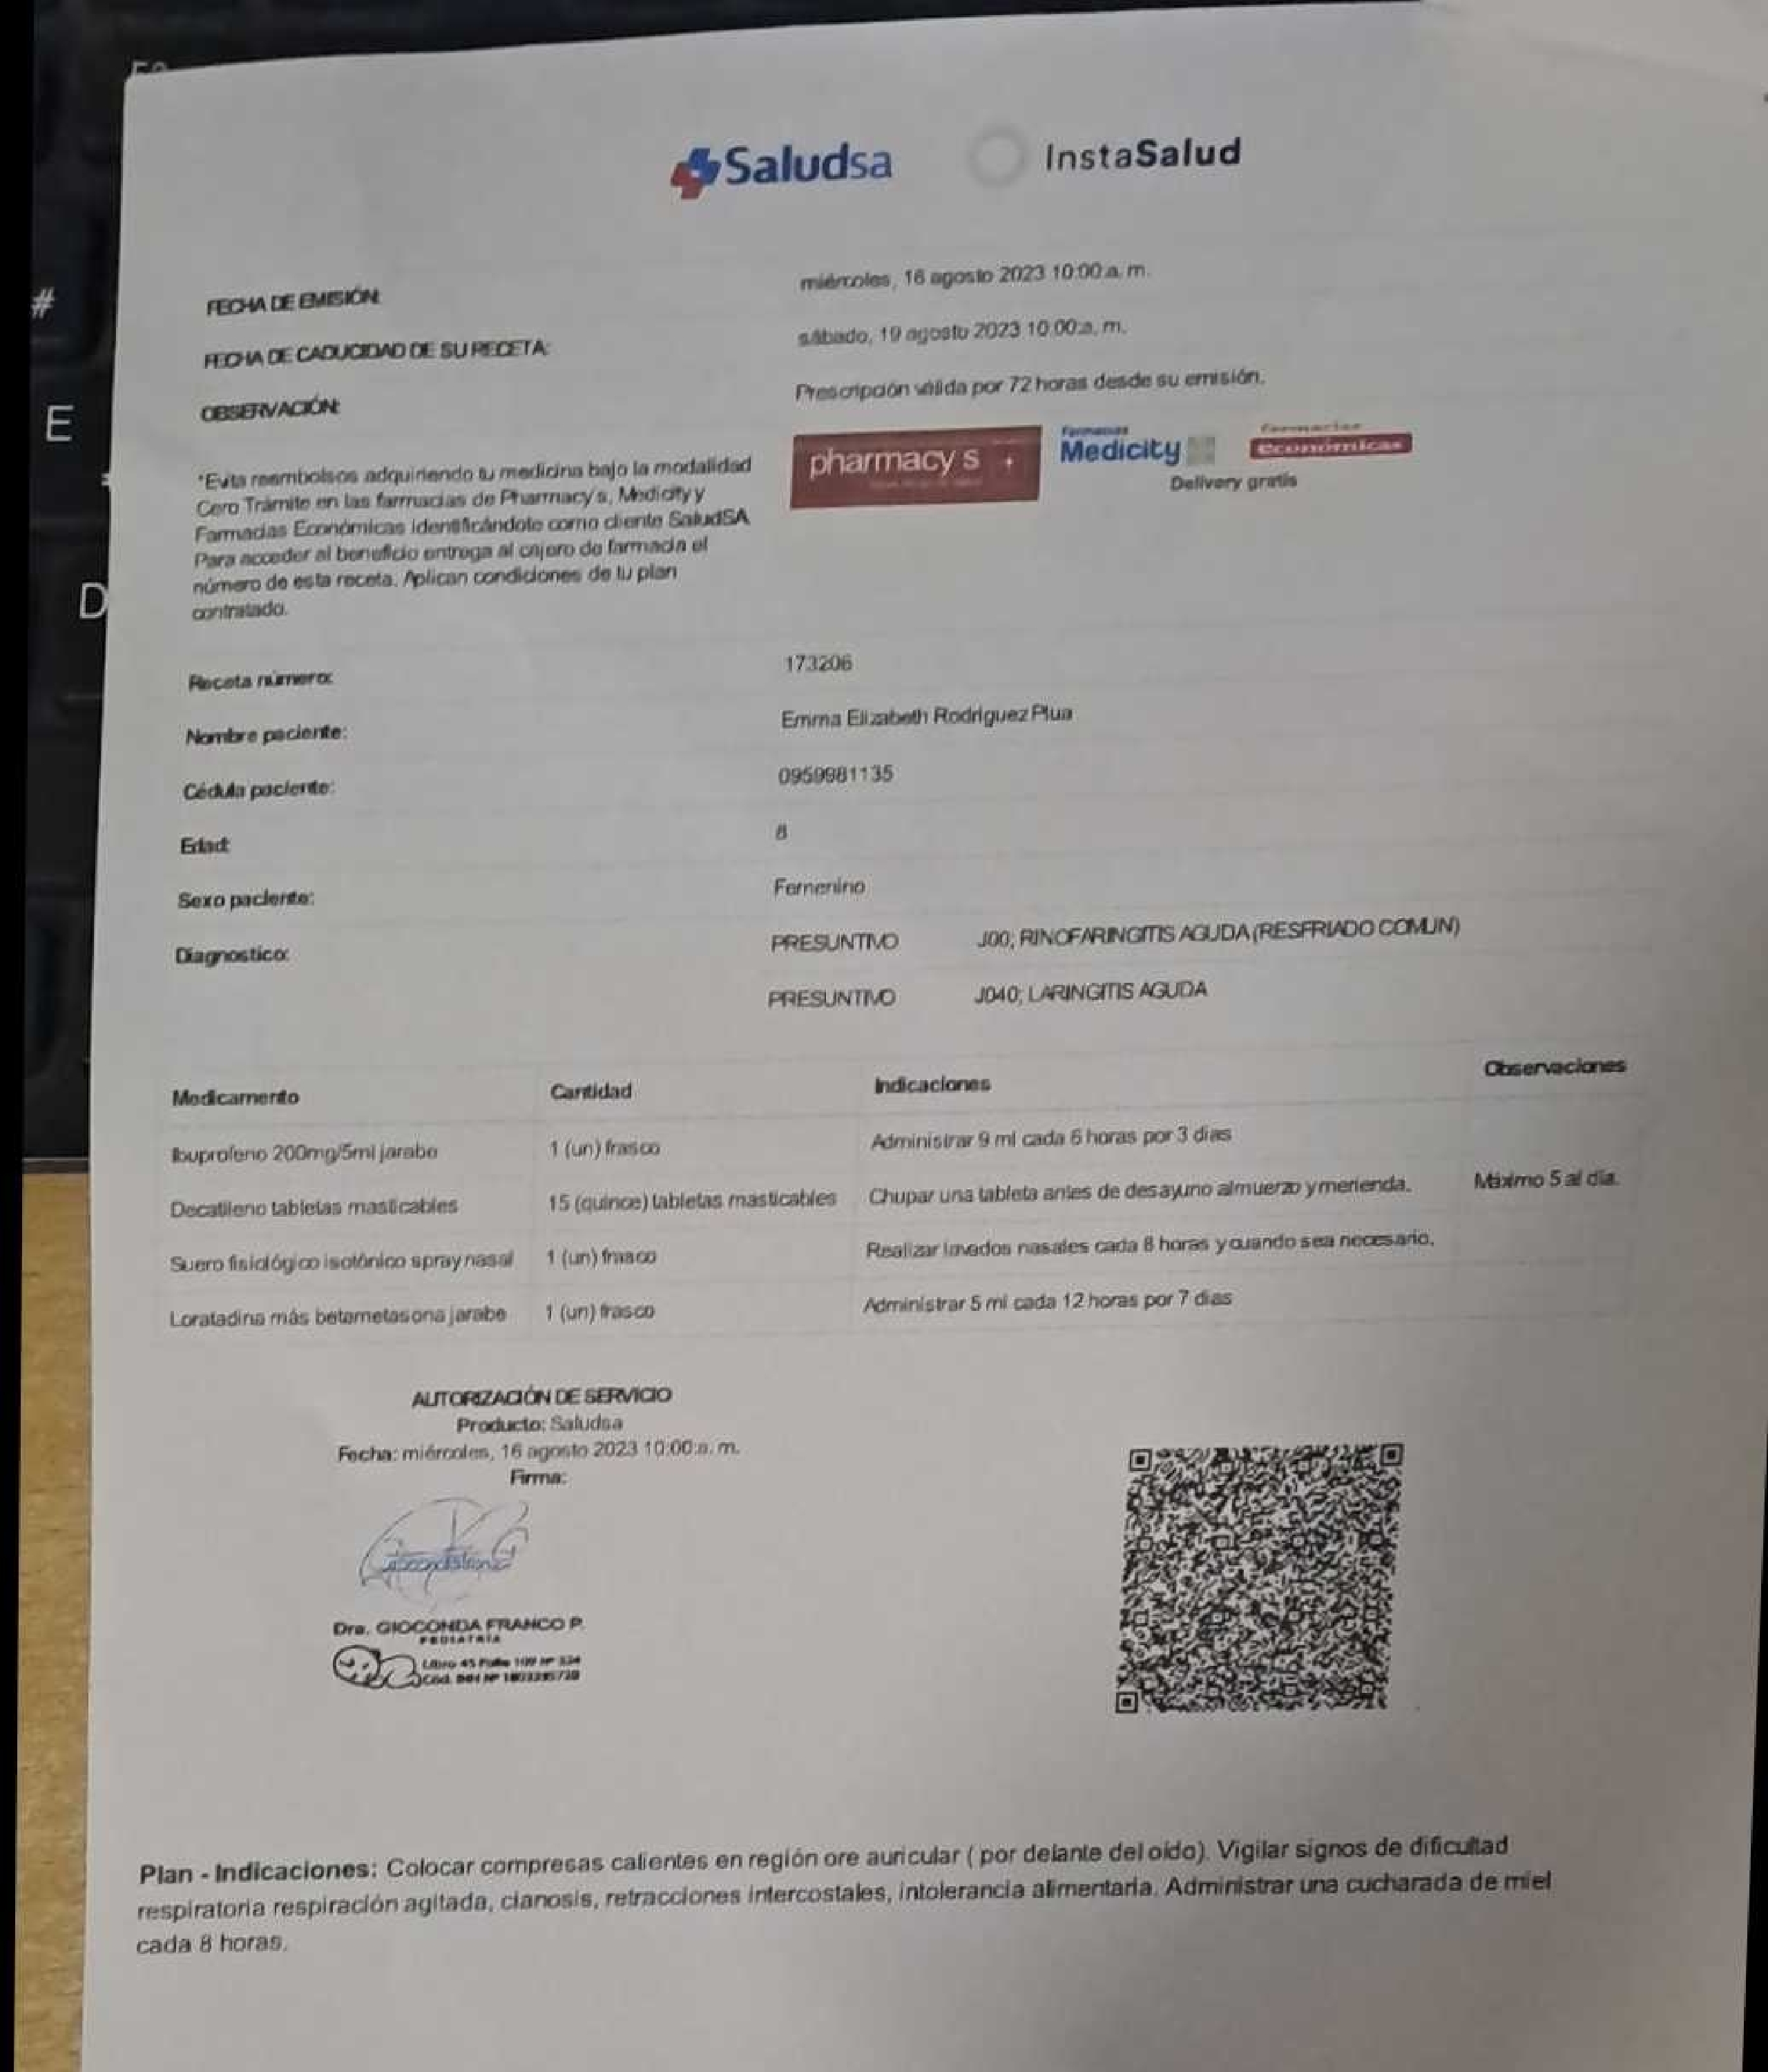 Saludsa InstaSalud
FECHA DE EMISIÓN: miércoles, 16 agosto 2023 10:00:a. m.
FECHA DE CADUCIDAD DE SU RECETA: sábado, 19 agosto 2023 10:00:a. m.
OBSERVACIÓN: Prescripción válida por 72 horas desde su emisión.
*Evita reembolsos adquiriendo tu medicina bajo la modalidad
Cero Trámite en las farmacias de Pharmacy's, Medicity y
Farmacias Económicas identificándote como cliente SaludSA
Para acceder al beneficio entrega al cajero de farmacia el
número de esta receta. Aplican condiciones de tu plan
contratado.
pharmacy s +
Farmacias
Medicity
farmacias
económicas
Delivery gratis
Receta número: 173206
Nombre paciente: Emma Elizabeth Rodriguez Plua
Cédula paciente: 0959981135
Edad: 8
Sexo paciente: Femenino
Diagnostico: PRESUNTIVO J00; RINOFARINGITIS AGUDA (RESFRIADO COMUN)
PRESUNTIVO J040; LARINGITIS AGUDA
Medicamento Cantidad Indicaciones Observaciones
Ibuprofeno 200mg/5ml jarabe 1 (un) frasco Administrar 9 ml cada 6 horas por 3 dias
Decatileno tabletas masticables 15 (quince) tabletas masticables Chupar una tableta antes de desayuno almuerzo y merienda. Máximo 5 al día.
Suero fisiológico isotónico spray nasal 1 (un) frasco Realizar lavados nasales cada 8 horas y cuando sea necesario.
Loratadina más betametasona jarabe 1 (un) frasco Administrar 5 ml cada 12 horas por 7 dias
AUTORIZACIÓN DE SERVICIO
Producto: Saludsa
Fecha: miércoles, 16 agosto 2023 10:00:a. m.
Firma:
Dra. GIOCONDA FRANCO P.
PEDIATRIA
Libro 45 Folio
Plan - Indicaciones: Colocar compresas calientes en región ore auricular ( por delante del oído). Vigilar signos de dificultad
respiratoria respiración agitada, cianosis, retracciones intercostales, intolerancia alimentaria. Administrar una cucharada de miel
cada 8 horas.
#
E
D